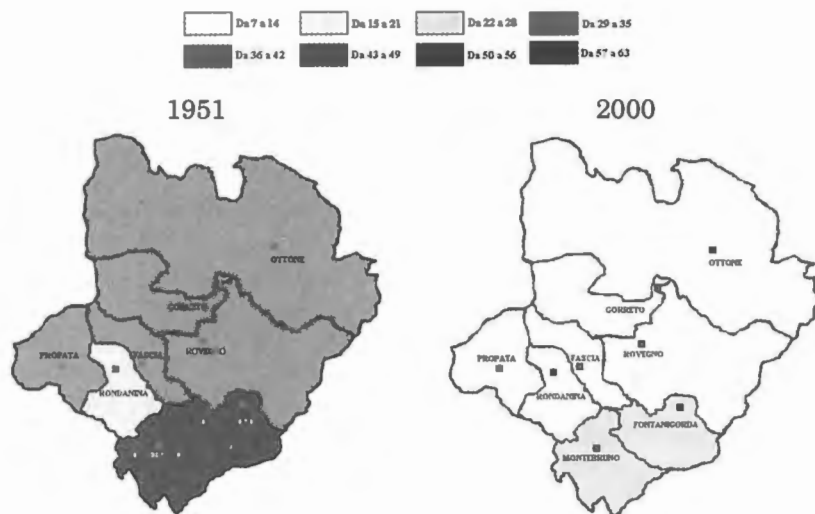 Da 7 a 14 Da 15 a 21 Da 22 a 28 Da 29 a 35
Da 36 a 42 Da 43 a 49 Da 50 a 56 Da 57 a 63
1951 2000
OTTONE
GORRETO
ROVEGNO
PROPATA
FASCIA
RONDANINA
OTTONE
GORRETO
ROVEGNO
PROPATA
FASCIA
RONDANINA
FONTANIGORDA
MONTEBRUNO